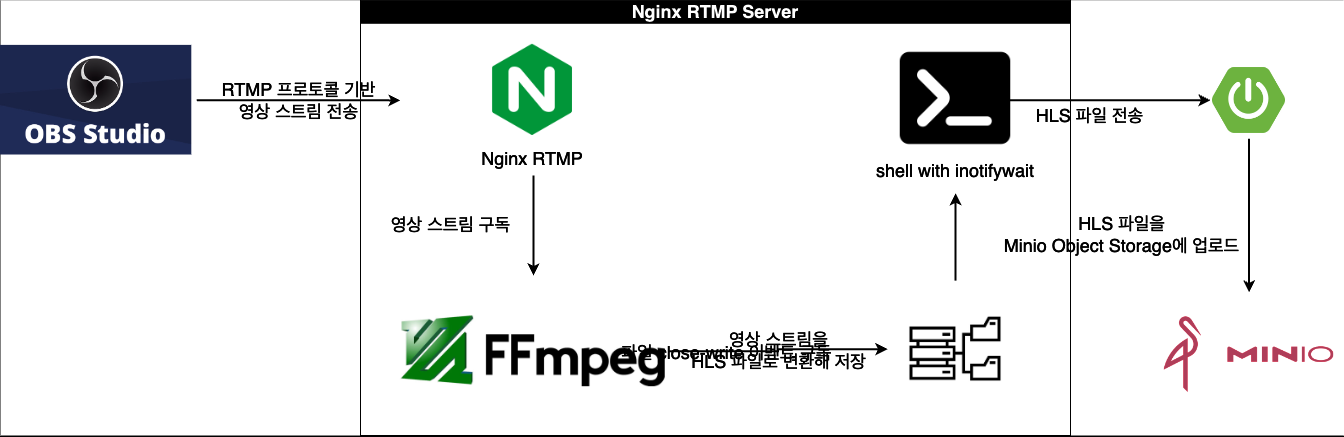 Nginx RTMP Server
OBS Studio
RTMP 프로토콜 기반
영상 스트림 전송
Nginx RTMP
shell with inotifywait
HLS 파일 전송
영상 스트림 구독
HLS 파일을
Minio Object Storage에 업로드
FFmpeg
영상 스트림을
HLS 파일로 변환해 저장
파일 close write 이벤트 구독
MINIO